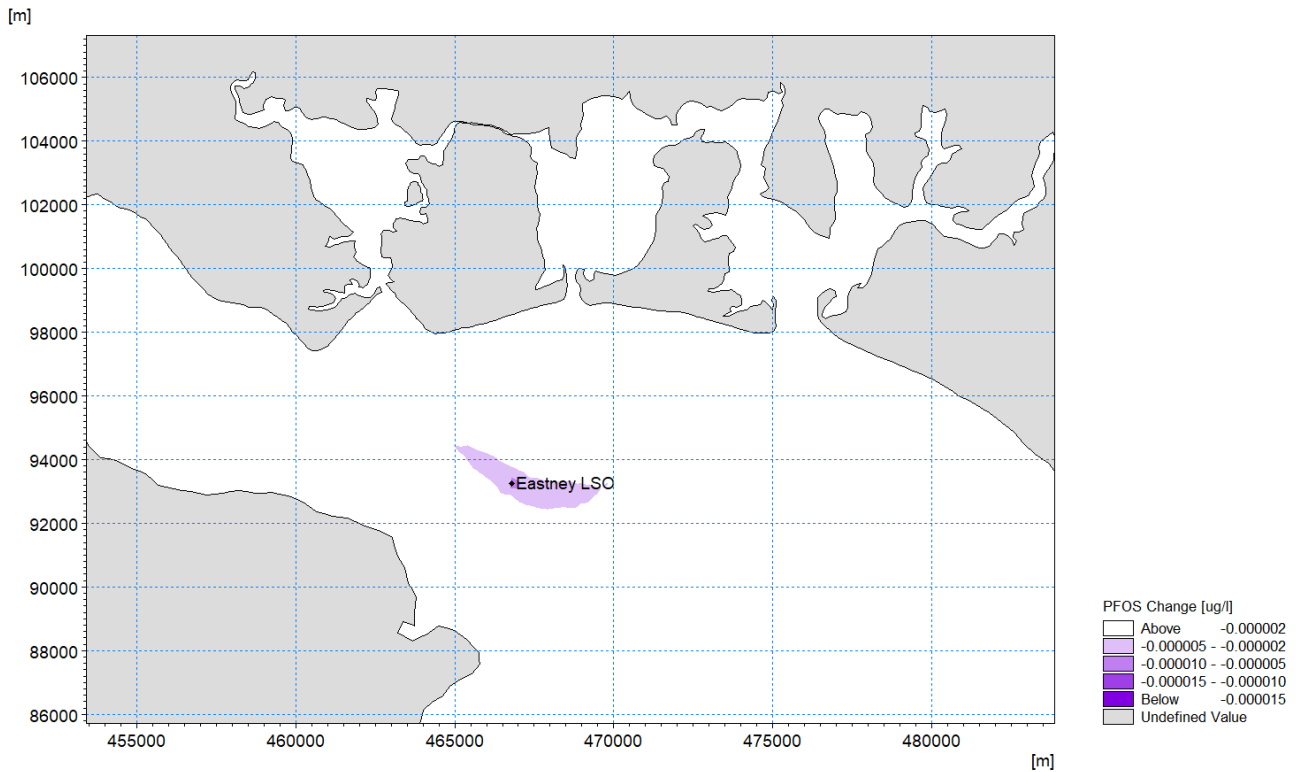 [m]
106000
104000
102000
100000
98000
96000
94000
Eastney LSO
92000
90000
88000
86000
455000 460000 465000 470000 475000 480000
[m]
PFOS Change [ug/l]
Above -0.000002
-0.000005 - -0.000002
-0.000010 - -0.000005
-0.000015 - -0.000010
Below -0.000015
Undefined Value